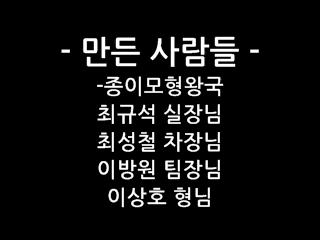 - 만든 사람들 -
-종이모형왕국
최규석 실장님
최성철 차장님
이방원 팀장님
이상호 형님